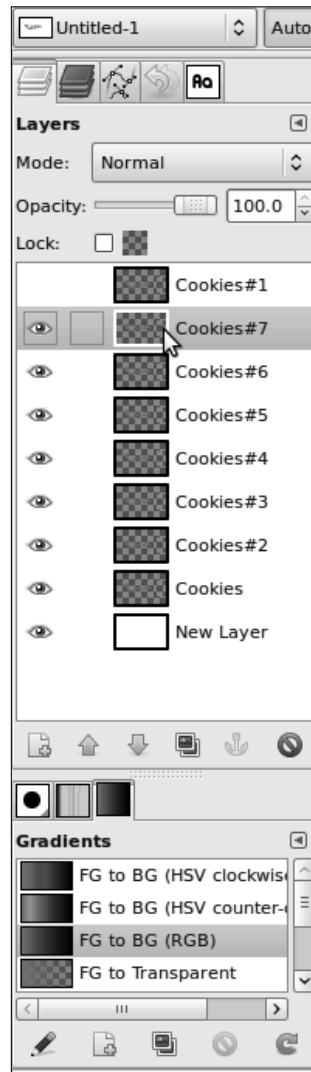 Untitled-1
Auto
Aa
Layers
Mode: Normal
Opacity: 100.0
Lock:
Cookies#1
Cookies#7
Cookies#6
Cookies#5
Cookies#4
Cookies#3
Cookies#2
Cookies
New Layer
Gradients
FG to BG (HSV clockwise
FG to BG (HSV counter-
FG to BG (RGB)
FG to Transparent